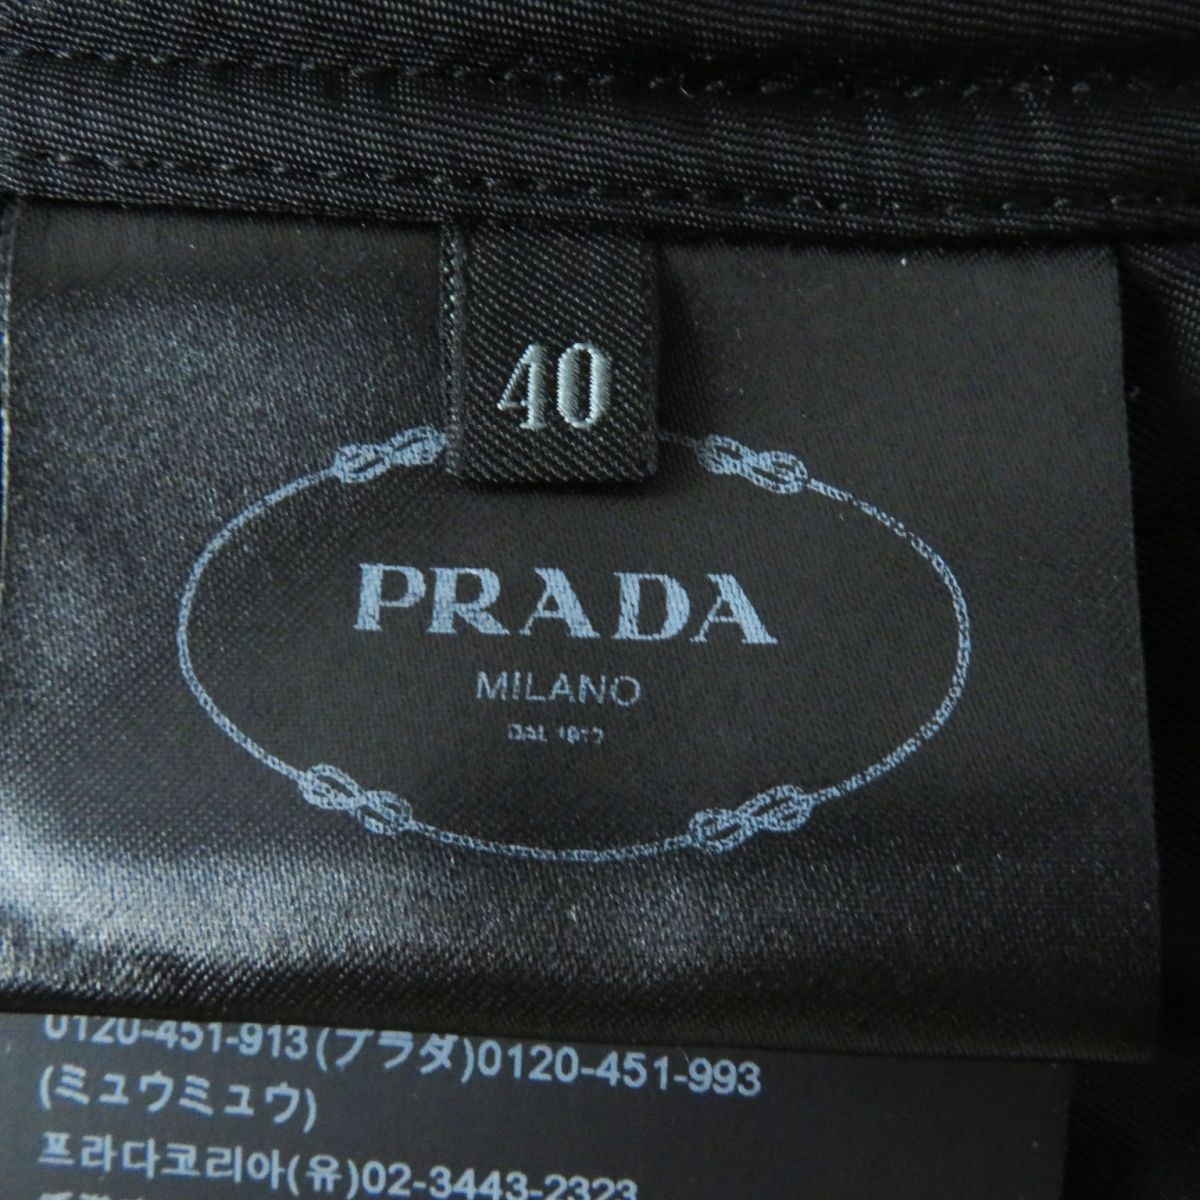 40
PRADA
MILANO
DAL 1913
0120-451-913(プラダ)0120-451-993
(ミュウミュウ)
프라다코리아(유)02-3443-2323